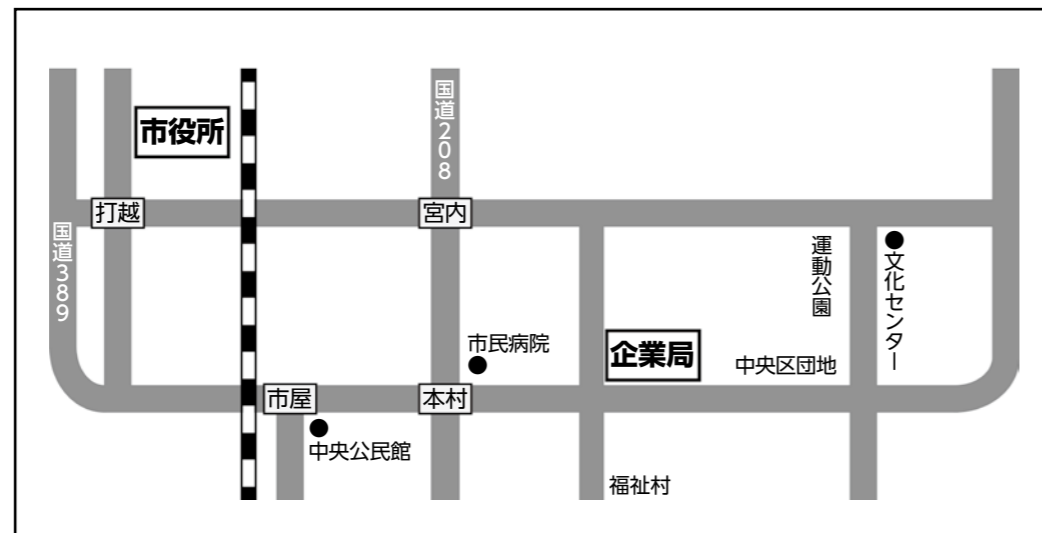 国道208
市役所
打越
宮内
国道389
運動公園
文化センター
市民病院
企業局
中央区団地
市屋
本村
中央公民館
福祉村